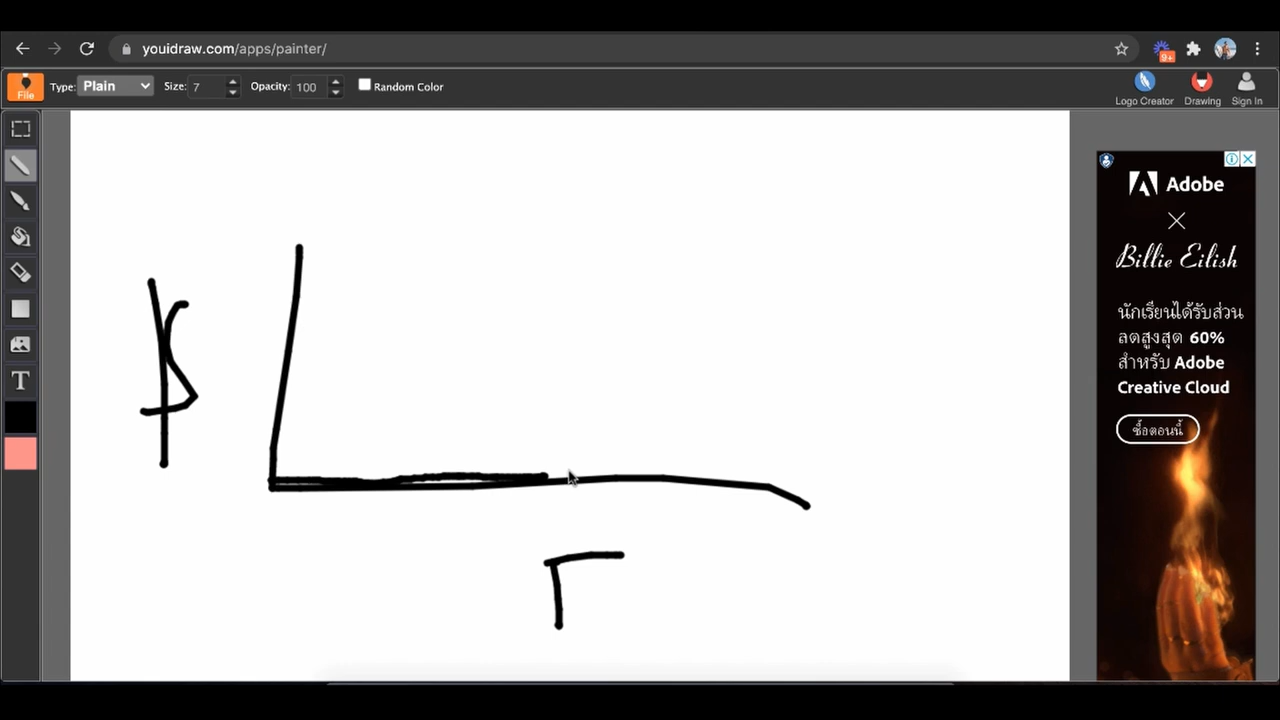 youidraw.com/apps/painter/
9+
File
Type: Plain Size: 7 Opacity: 100 Random Color
Logo Creator Drawing Sign In
T
$
T
Adobe
Billie Eilish
นักเรียนได้รับส่วน
ลดสูงสุด 60%
สำหรับ Adobe
Creative Cloud
ซื้อตอนนี้